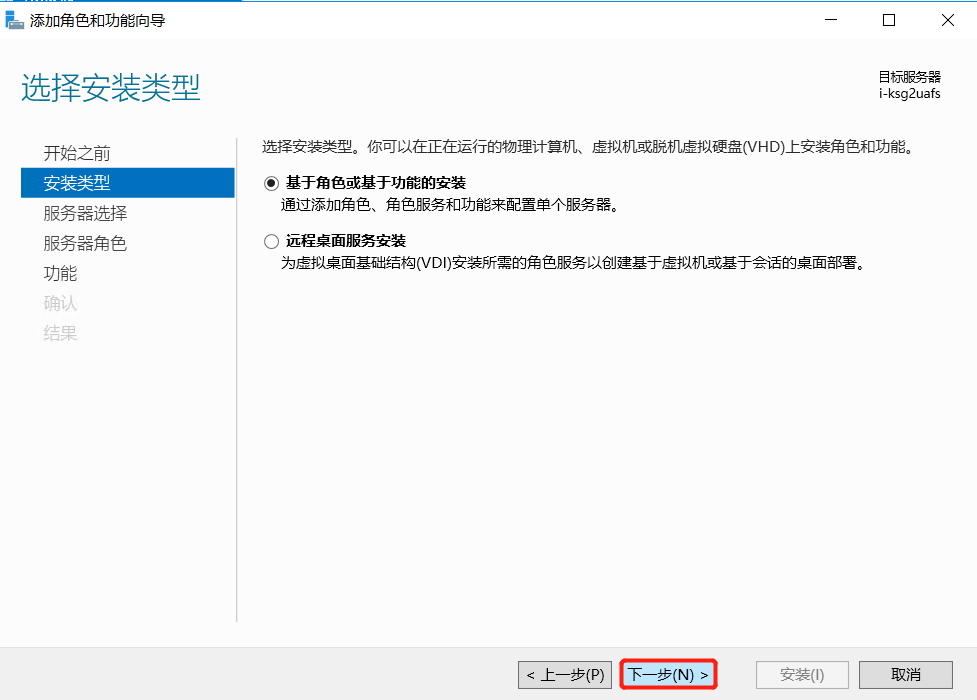 添加角色和功能向导
选择安装类型
目标服务器
i-ksg2uafs
开始之前
安装类型
服务器选择
服务器角色
功能
确认
结果
选择安装类型。你可以在正在运行的物理计算机、虚拟机或脱机虚拟硬盘(VHD)上安装角色和功能。
基于角色或基于功能的安装
通过添加角色、角色服务和功能来配置单个服务器。
远程桌面服务安装
为虚拟桌面基础结构(VDI)安装所需的角色服务以创建基于虚拟机或基于会话的桌面部署。
< 上一步(P)
下一步(N) >
安装(I)
取消